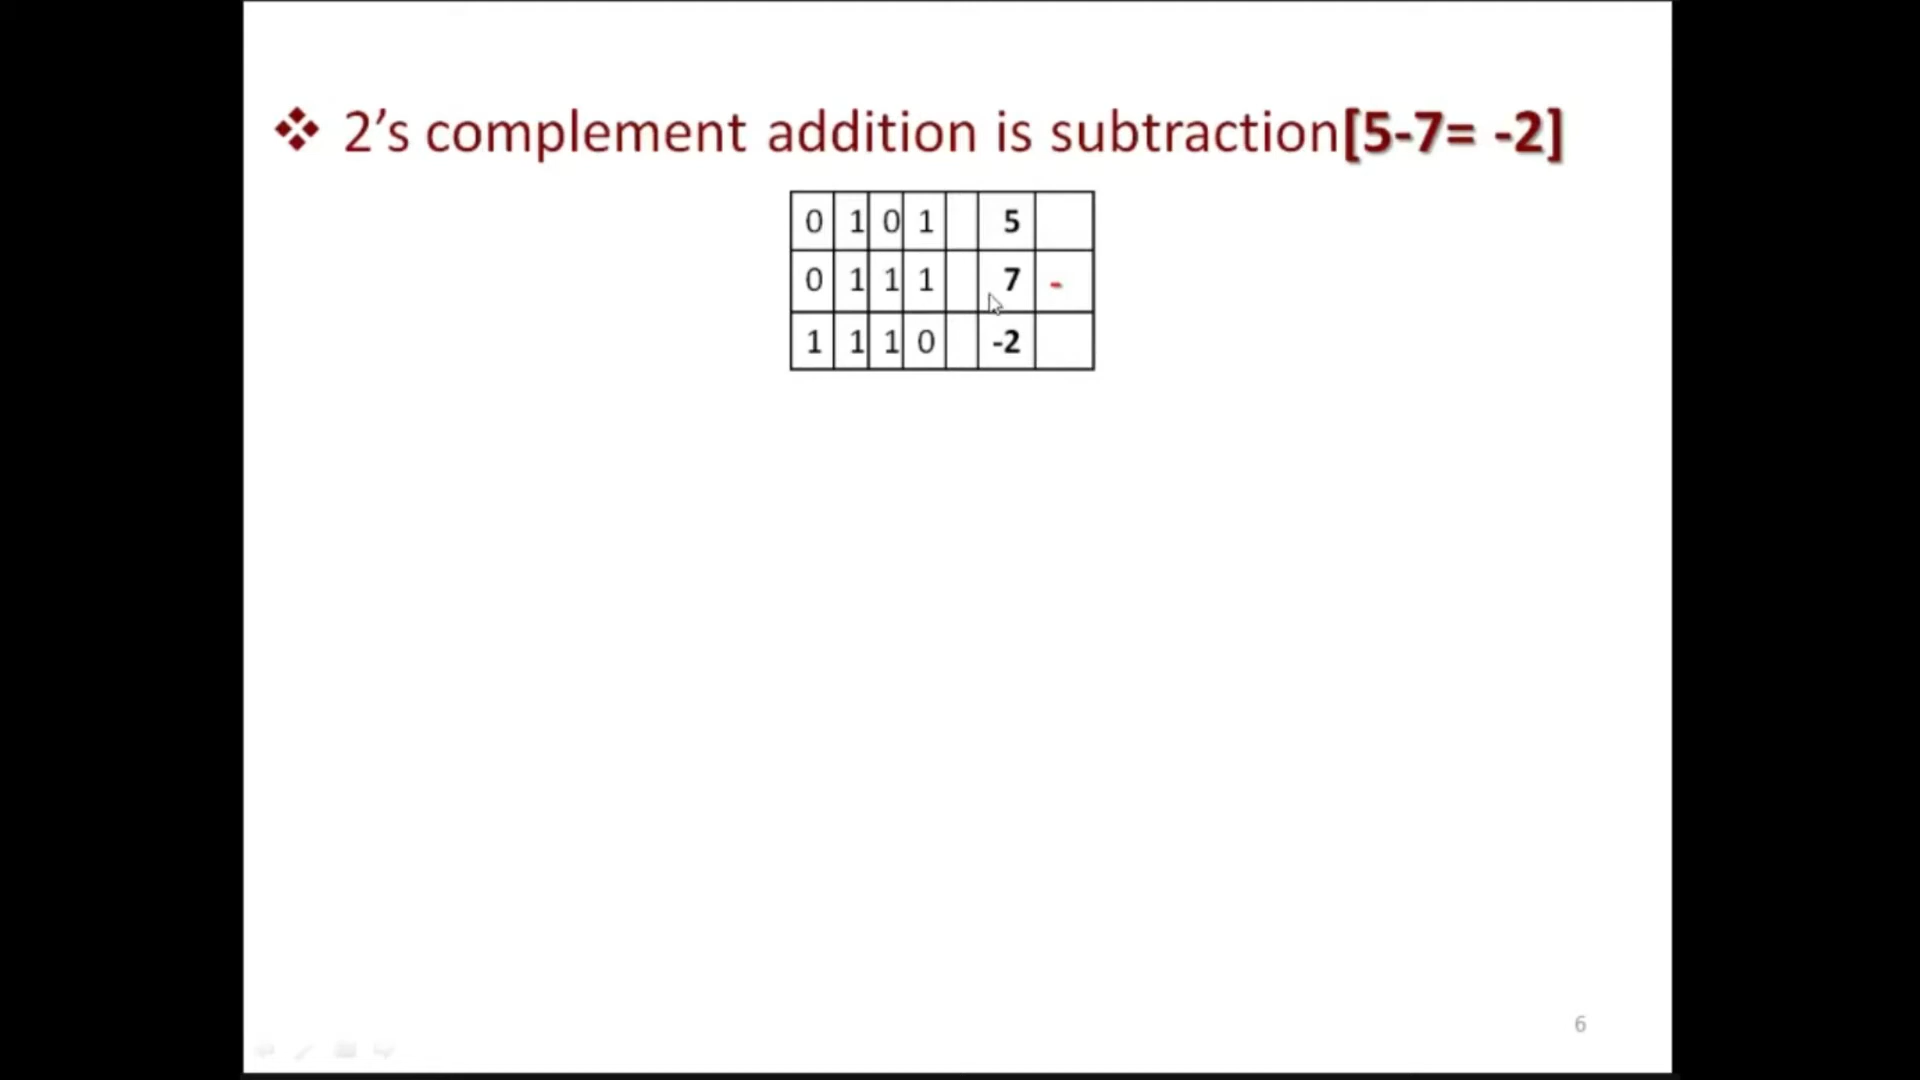 ❖ 2’s complement addition is subtraction[5-7= -2]
0 1 0 1 5
0 1 1 1 7 -
1 1 1 0 -2
6